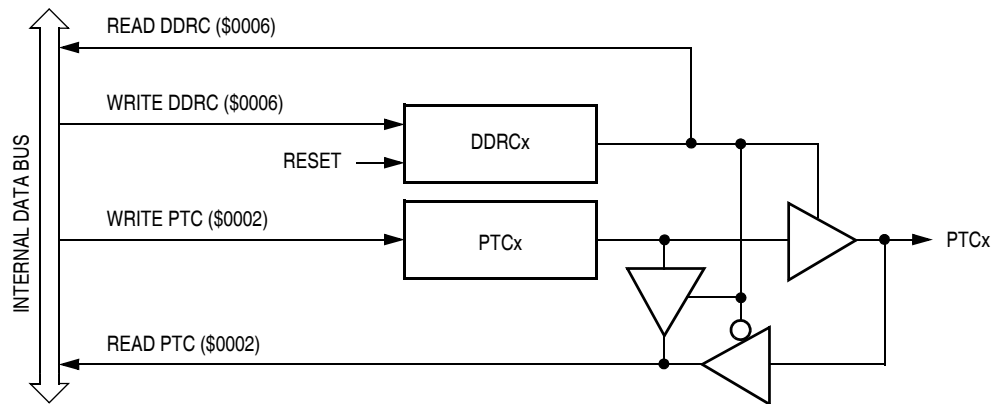 READ DDRC ($0006)
WRITE DDRC ($0006)
DDRCx
RESET
INTERNAL DATA BUS
WRITE PTC ($0002)
PTCx
PTCx
READ PTC ($0002)